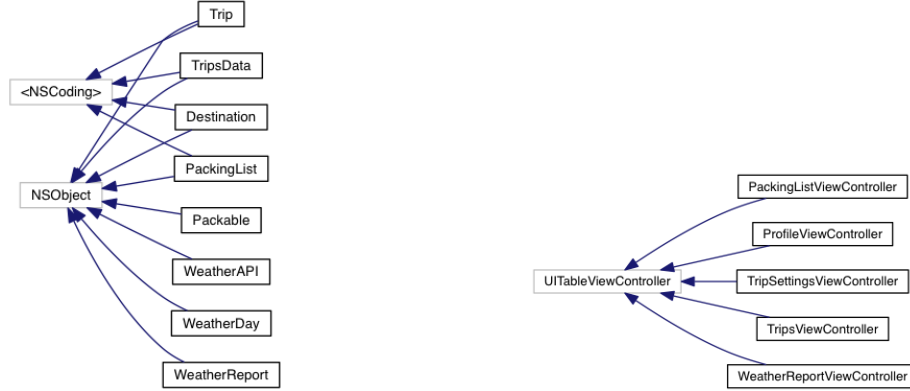 Trip
TripsData
<NSCoding>
Destination
PackingList
NSObject
Packable
WeatherAPI
WeatherDay
WeatherReport
PackingListViewController
ProfileViewController
UITableViewController
TripSettingsViewController
TripsViewController
WeatherReportViewController